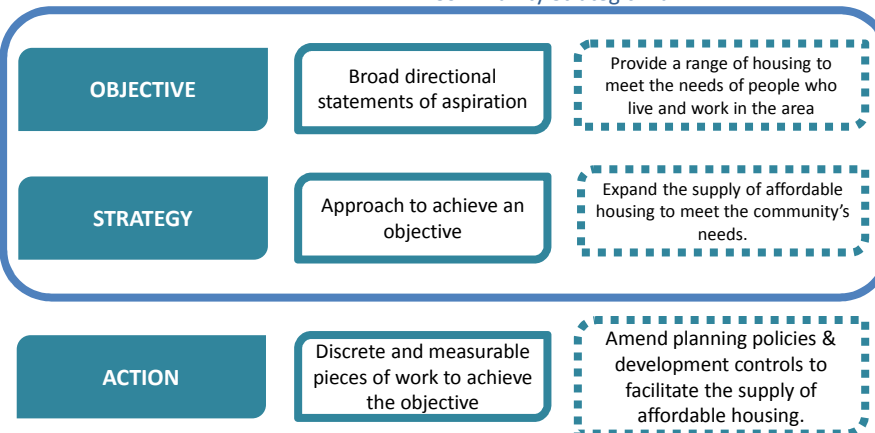 OBJECTIVE
Broad directional
statements of aspiration
Provide a range of housing to
meet the needs of people who
live and work in the area
STRATEGY
Approach to achieve an
objective
Expand the supply of affordable
housing to meet the community’s
needs.
ACTION
Discrete and measurable
pieces of work to achieve
the objective
Amend planning policies &
development controls to
facilitate the supply of
affordable housing.